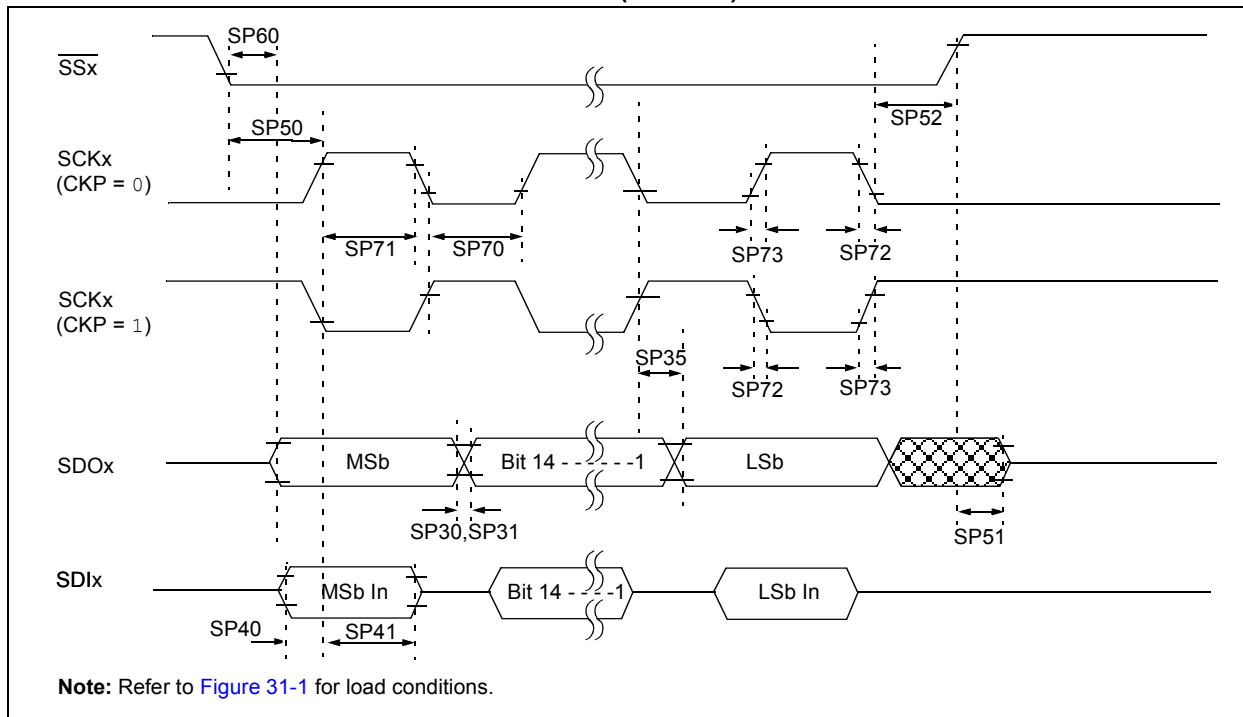 SP60
SSx
SP50
SP52
SCKx
(CKP = 0)
SP71
SP70
SP73
SP72
SCKx
(CKP = 1)
SP35
SP72
SP73
SDOx
MSb
Bit 14 - - - - - -1
LSb
SP30,SP31
SP51
SDIx
MSb In
Bit 14 - - - -1
LSb In
SP40
SP41
Note: Refer to Figure 31-1 for load conditions.